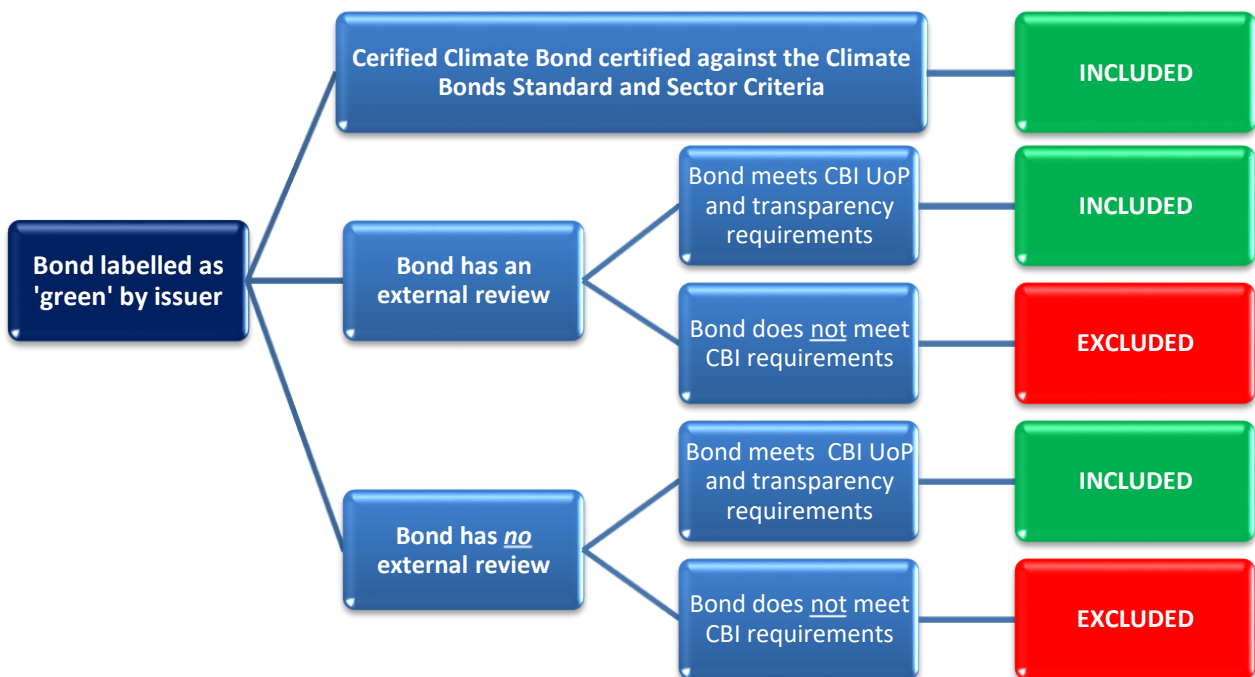 Cerified Climate Bond certified against the Climate
Bonds Standard and Sector Criteria
INCLUDED
Bond labelled as
'green' by issuer
Bond has an
external review
Bond meets CBI UoP
and transparency
requirements
INCLUDED
Bond does not meet
CBI requirements
EXCLUDED
Bond has no
external review
Bond meets  CBI UoP
and transparency
requirements
INCLUDED
Bond does not meet
CBI requirements
EXCLUDED